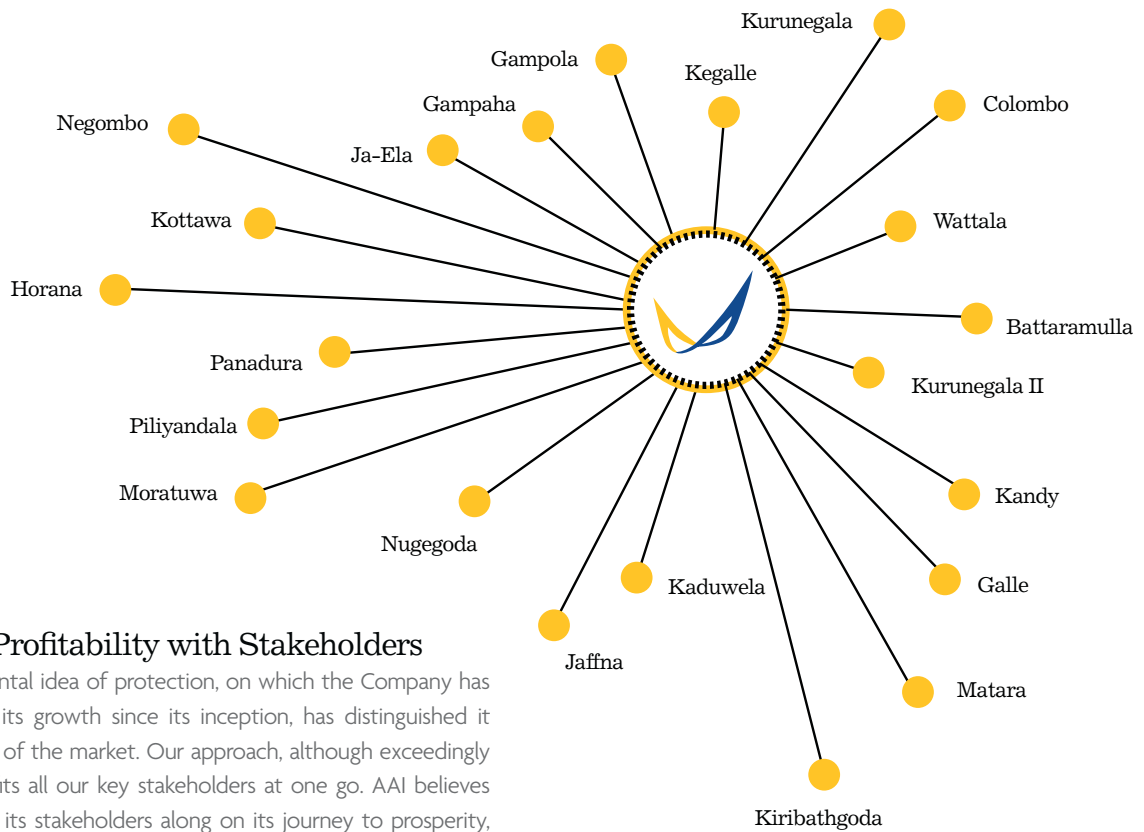 Kurunegala
Gampola
Kegalle
Gampaha
Colombo
Negombo
Ja-Ela
Kottawa
Wattala
Horana
Battaramulla
Panadura
Kurunegala II
Piliyandala
Moratuwa
Kandy
Nugegoda
Kaduwela
Galle
Jaffna
Matara
Kiribathgoda
Profitability with Stakeholders
ntal idea of protection, on which the Company has
its growth since its inception, has distinguished it
of the market. Our approach, although exceedingly
its all our key stakeholders at one go. AAI believes
its stakeholders along on its journey to prosperity,